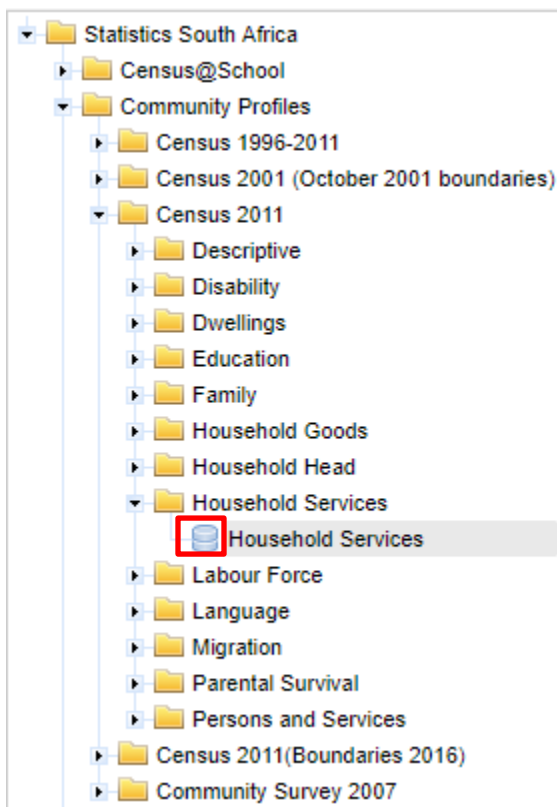 Statistics South Africa
Census@School
Community Profiles
Census 1996-2011
Census 2001 (October 2001 boundaries)
Census 2011
Descriptive
Disability
Dwellings
Education
Family
Household Goods
Household Head
Household Services
Household Services
Labour Force
Language
Migration
Parental Survival
Persons and Services
Census 2011(Boundaries 2016)
Community Survey 2007